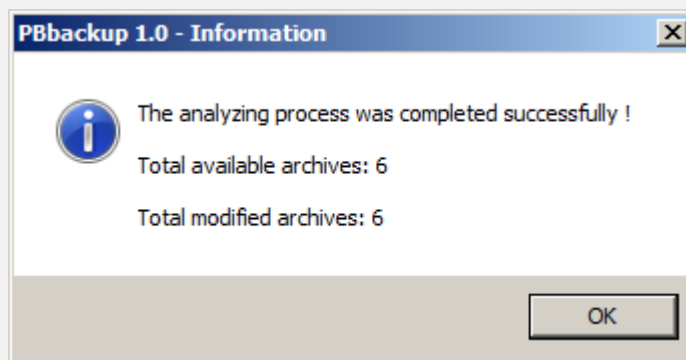 PBbackup 1.0 - Information
The analyzing process was completed successfully !
Total available archives: 6
Total modified archives: 6
OK